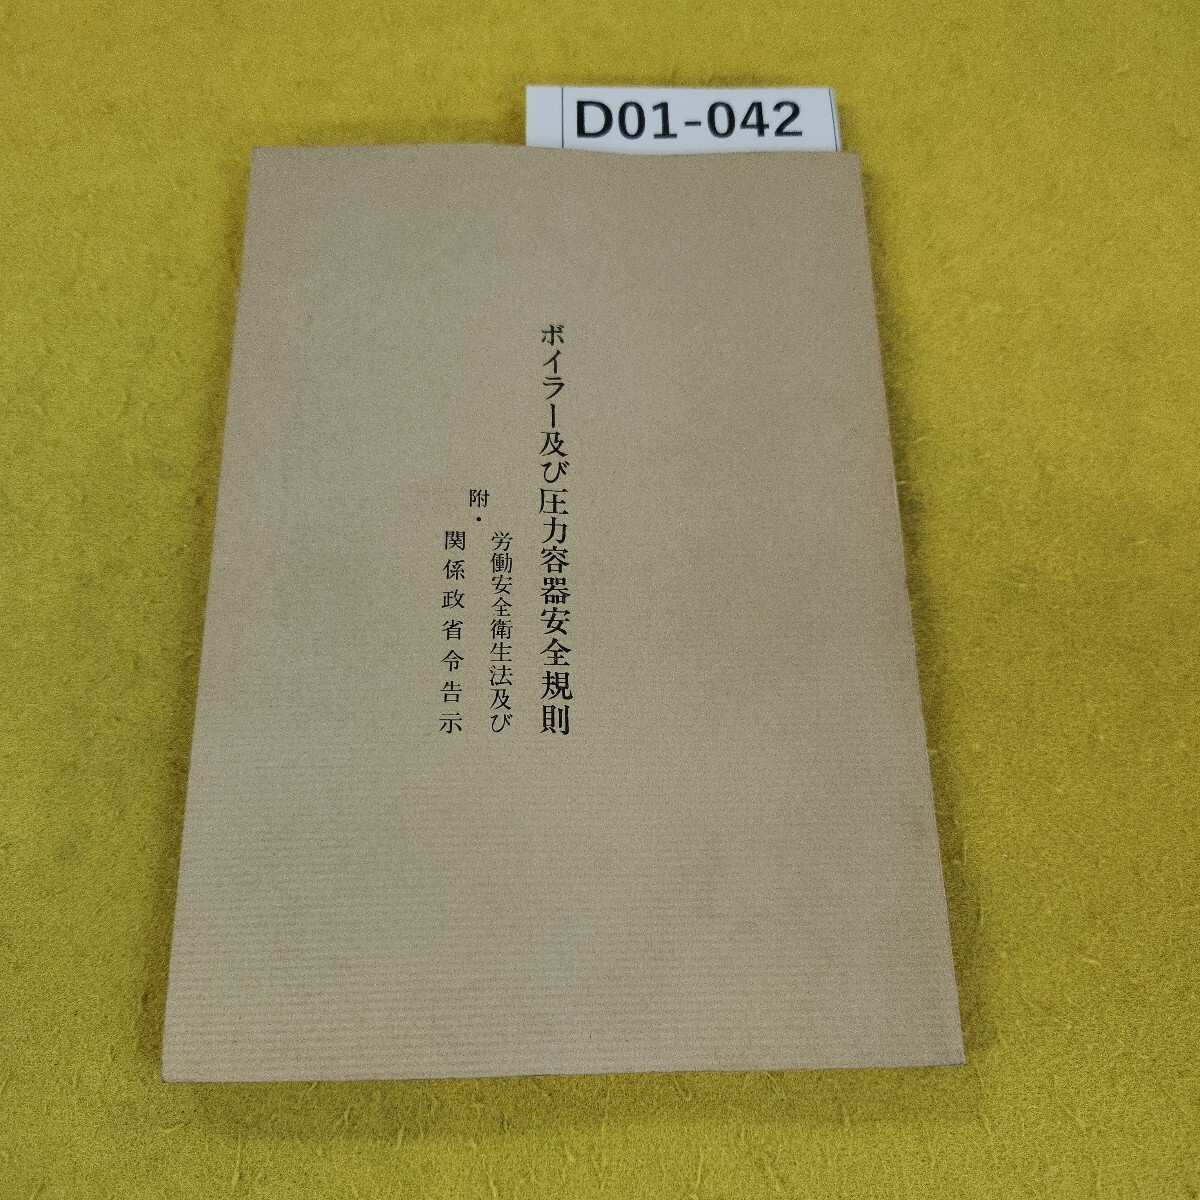 D01-042
ボイラー及び圧力容器安全規則
附・
労働安全衛生法及び
関係政省令告示